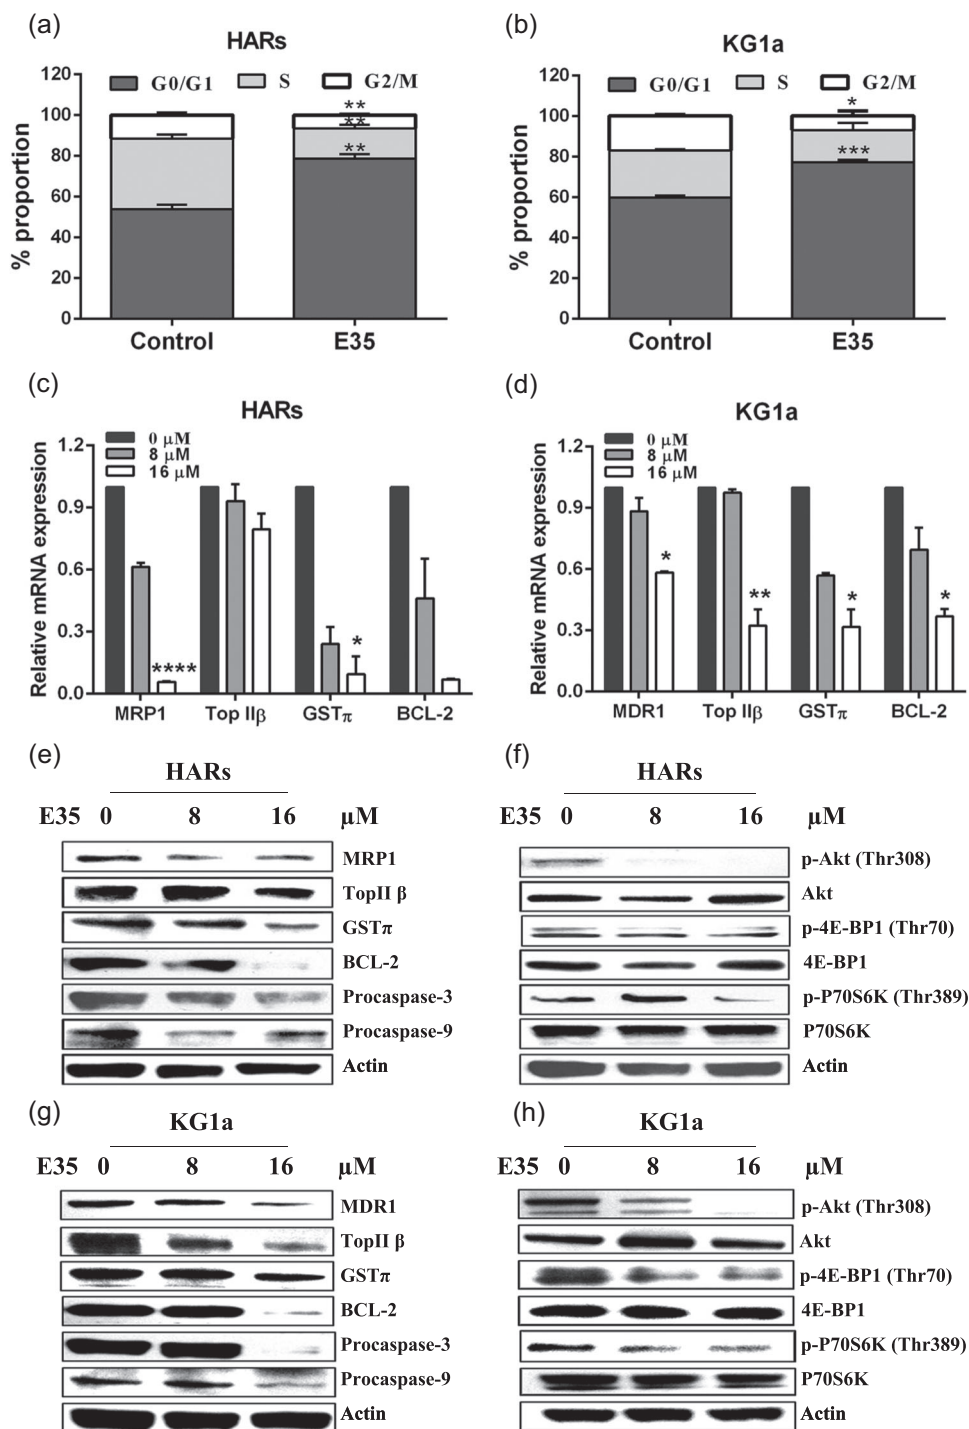 (a)
HARs
G0/G1 S G2/M
% proportion
120
100
80
60
40
20
0
**
**
**
Control E35
(b)
KG1a
G0/G1 S G2/M
% proportion
120
100
80
60
40
20
0
*
***
Control E35
(c)
HARs
0 µM
8 µM
16 µM
Relative mRNA expression
1.2
0.9
0.6
0.3
0.0
****
*
MRP1 Top IIβ GSTπ BCL-2
(d)
KG1a
0 µM
8 µM
16 µM
Relative mRNA expression
1.2
0.9
0.6
0.3
0.0
*
**
*
*
MDR1 Top IIβ GSTπ BCL-2
(e)
HARs
E35 0 8 16 µM
MRP1
TopII β
GSTπ
BCL-2
Procaspase-3
Procaspase-9
Actin
(f)
HARs
E35 0 8 16 µM
p-Akt (Thr308)
Akt
p-4E-BP1 (Thr70)
4E-BP1
p-P70S6K (Thr389)
P70S6K
Actin
(g)
KG1a
E35 0 8 16 µM
MDR1
TopII β
GSTπ
BCL-2
Procaspase-3
Procaspase-9
Actin
(h)
KG1a
E35 0 8 16 µM
p-Akt (Thr308)
Akt
p-4E-BP1 (Thr70)
4E-BP1
p-P70S6K (Thr389)
P70S6K
Actin